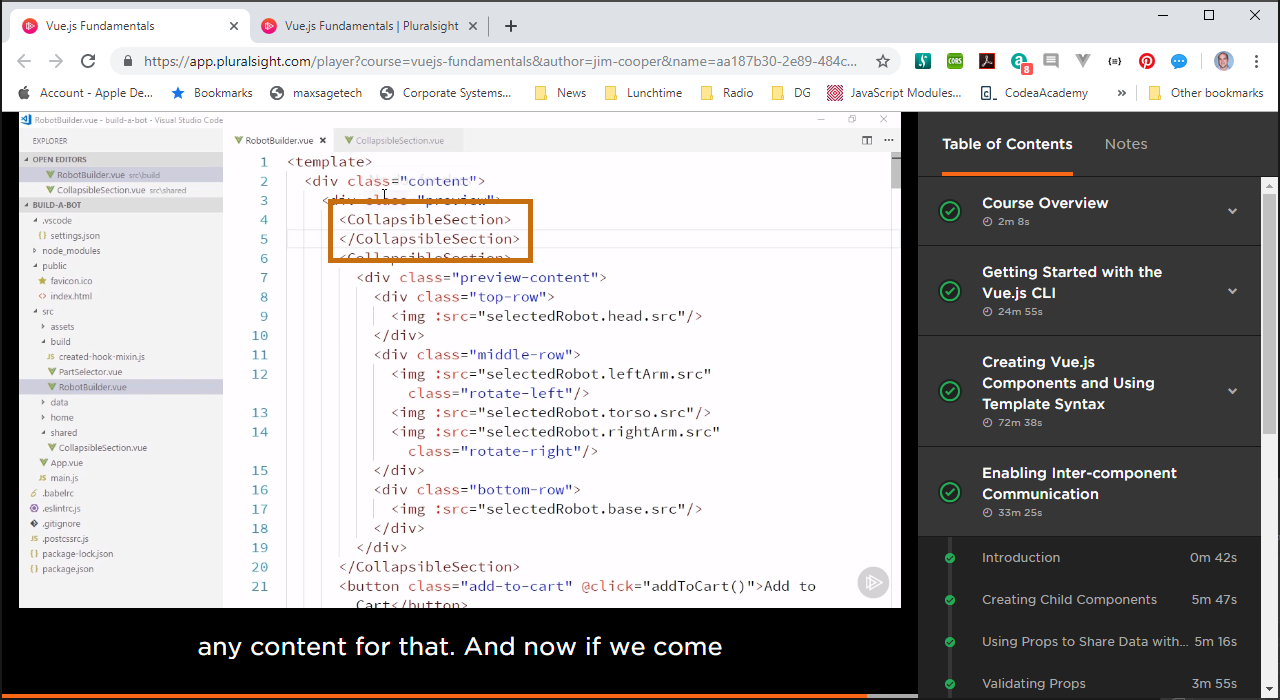 Vue.js Fundamentals
Vue.js Fundamentals | Pluralsight
https://app.pluralsight.com/player?course=vuejs-fundamentals&author=jim-cooper&name=aa187b30-2e89-484c...
CORS
8
Account - Apple De...
Bookmarks
maxsagetech
Corporate Systems...
News
Lunchtime
Radio
DG
JavaScript Modules...
CodeaAcademy
»
Other bookmarks
RobotBuilder.vue - build-a-bot - Visual Studio Code
EXPLORER
OPEN EDITORS
RobotBuilder.vue src\build
CollapsibleSection.vue src\shared
BUILD-A-BOT
.vscode
{} settings.json
node_modules
public
favicon.ico
<> index.html
src
assets
build
JS created-hook-mixin.js
PartSelector.vue
RobotBuilder.vue
data
home
shared
CollapsibleSection.vue
App.vue
JS main.js
.babelrc
.eslintrc.js
.gitignore
JS .postcssrc.js
{} package-lock.json
{} package.json
RobotBuilder.vue
CollapsibleSection.vue
1 <template>
2 <div class="content">
3 <div class="preview">
4 <CollapsibleSection>
5 </CollapsibleSection>
6 <CollapsibleSection>
7 <div class="preview-content">
8 <div class="top-row">
9 <img :src="selectedRobot.head.src"/>
10 </div>
11 <div class="middle-row">
12 <img :src="selectedRobot.leftArm.src"
class="rotate-left"/>
13 <img :src="selectedRobot.torso.src"/>
14 <img :src="selectedRobot.rightArm.src"
class="rotate-right"/>
15 </div>
16 <div class="bottom-row">
17 <img :src="selectedRobot.base.src"/>
18 </div>
19 </div>
20 </CollapsibleSection>
21 <button class="add-to-cart" @click="addToCart()">Add to
Cart</button>
any content for that. And now if we come
Table of Contents
Notes
Course Overview
2m 8s
Getting Started with the
Vue.js CLI
24m 55s
Creating Vue.js
Components and Using
Template Syntax
72m 38s
Enabling Inter-component
Communication
33m 25s
Introduction 0m 42s
Creating Child Components 5m 47s
Using Props to Share Data with... 5m 16s
Validating Props 3m 55s